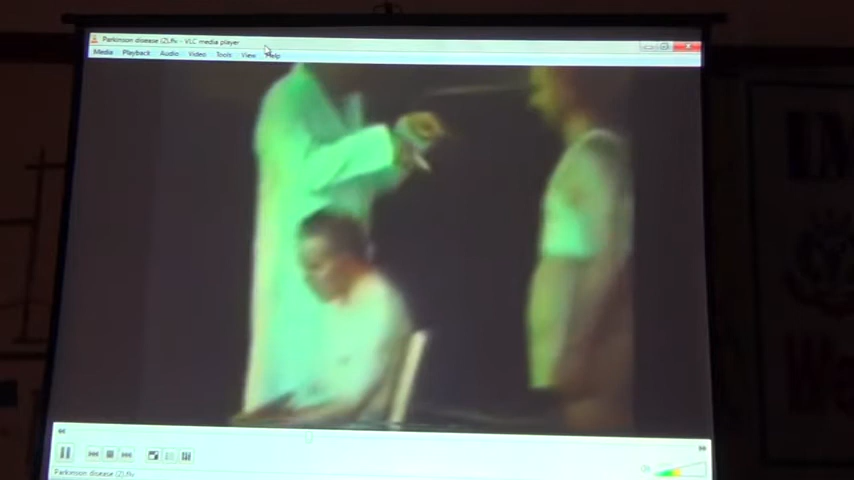 Parkinson disease (2).flv - VLC media player
Media Playback Audio Video Tools View Help
Parkinson disease (2).flv